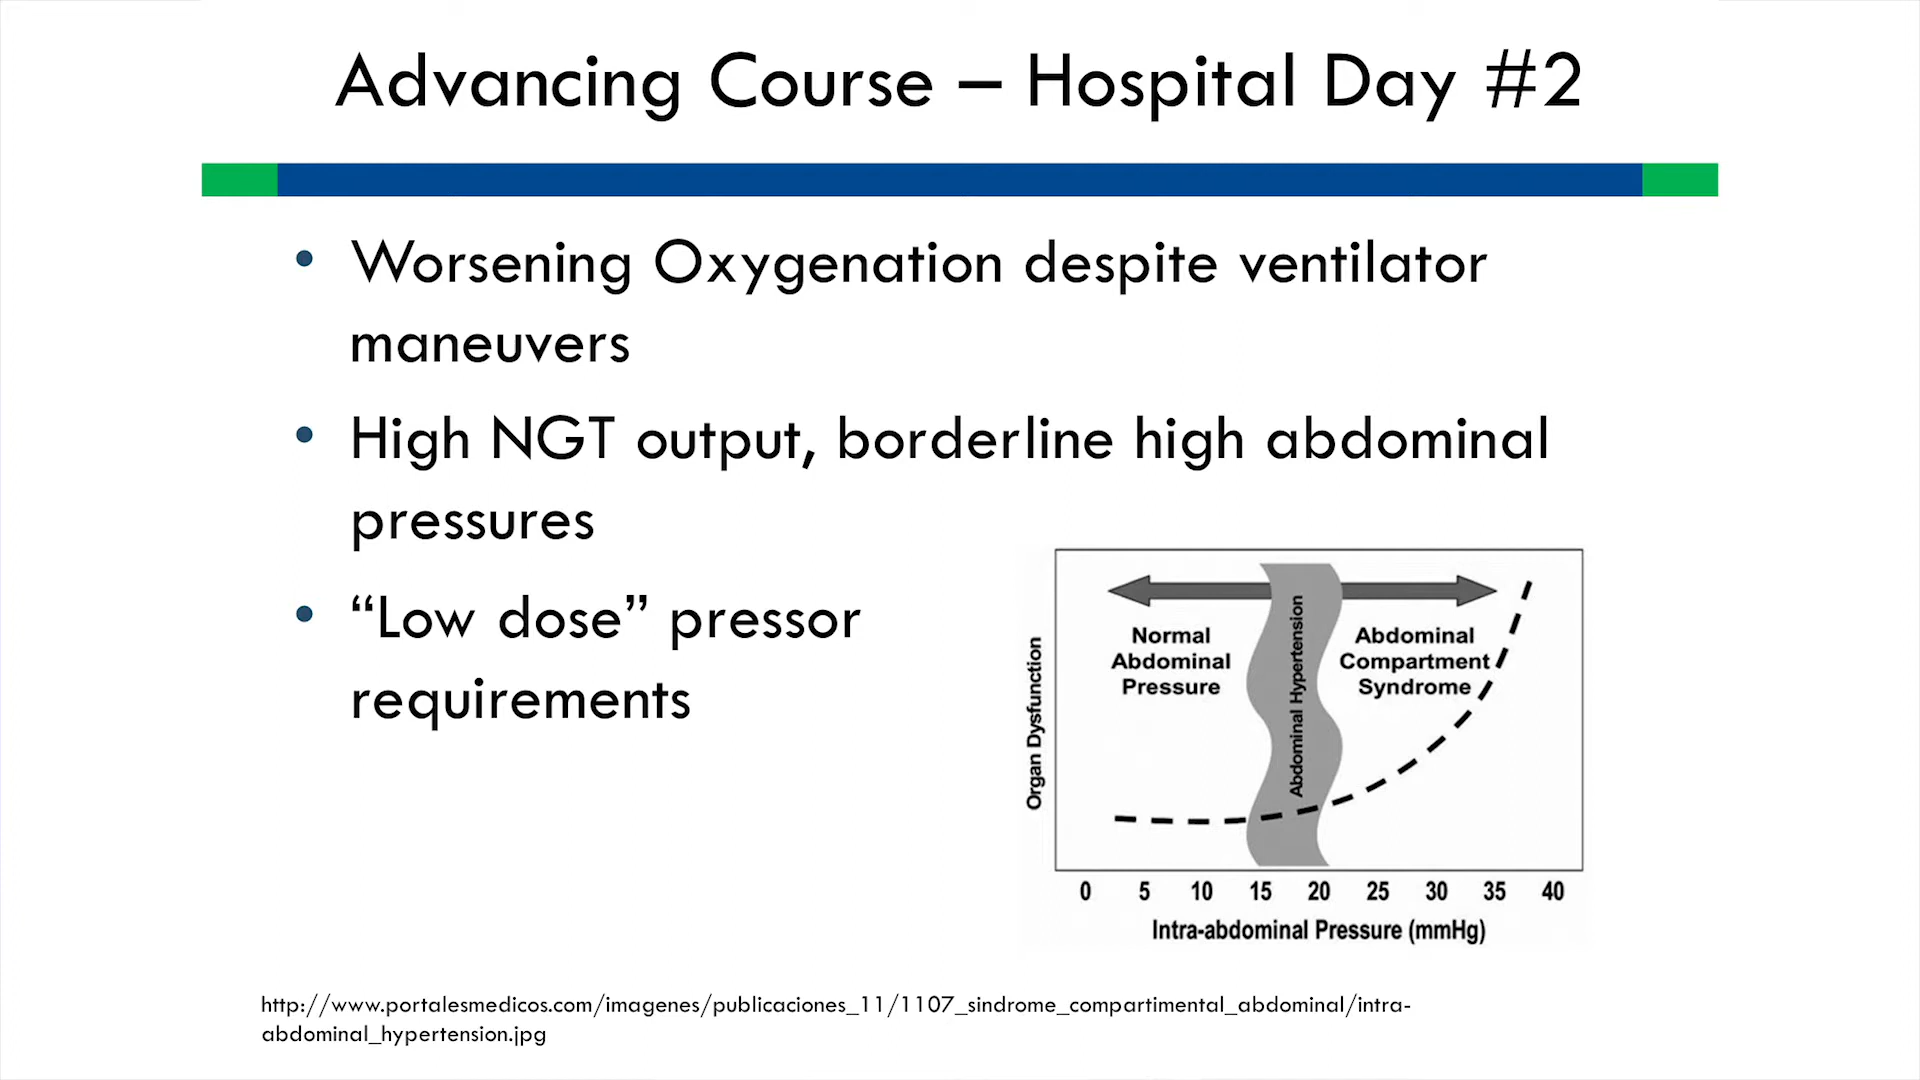 Advancing Course – Hospital Day #2
• Worsening Oxygenation despite ventilator
maneuvers
• High NGT output, borderline high abdominal
pressures
• “Low dose” pressor
requirements
Organ Dysfunction
Normal
Abdominal
Pressure
Abdominal Hypertension
Abdominal
Compartment
Syndrome
0 5 10 15 20 25 30 35 40
Intra-abdominal Pressure (mmHg)
http://www.portalesmedicos.com/imagenes/publicaciones_11/1107_sindrome_compartimental_abdominal/intra-
abdominal_hypertension.jpg